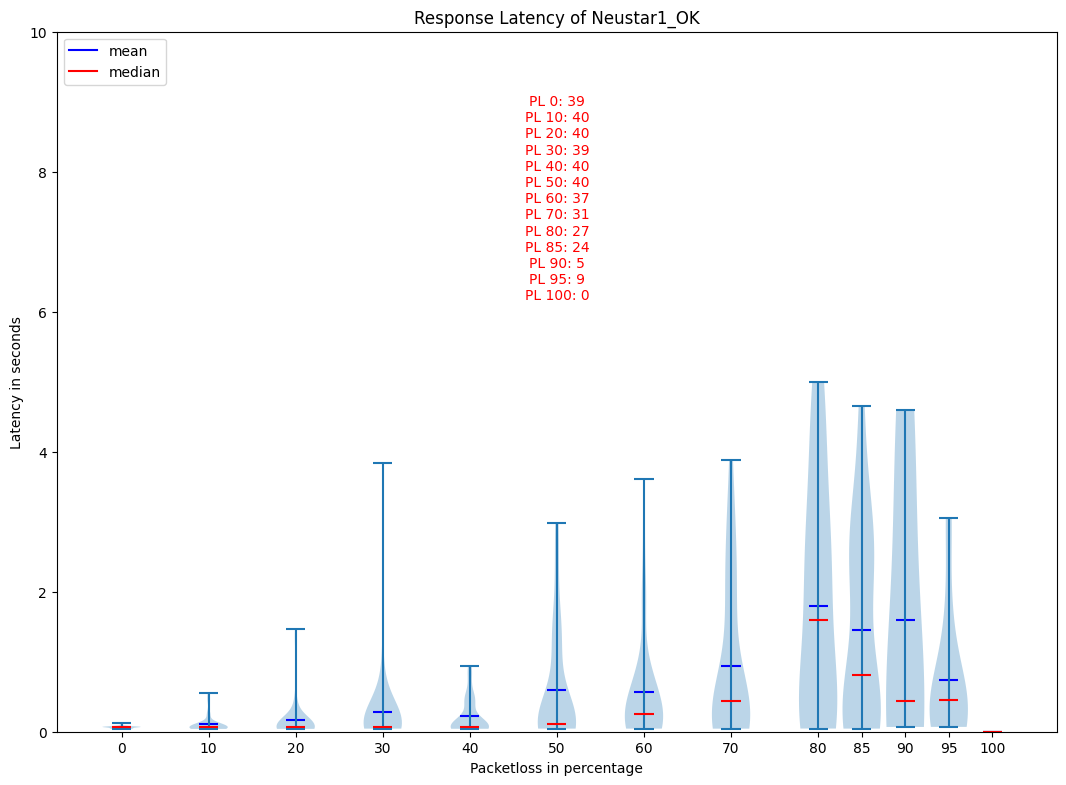 Response Latency of Neustar1_OK
mean
median
PL 0: 39
PL 10: 40
PL 20: 40
PL 30: 39
PL 40: 40
PL 50: 40
PL 60: 37
PL 70: 31
PL 80: 27
PL 85: 24
PL 90: 5
PL 95: 9
PL 100: 0
Latency in seconds
10
8
6
4
2
0
0 10 20 30 40 50 60 70 80 85 90 95 100
Packetloss in percentage